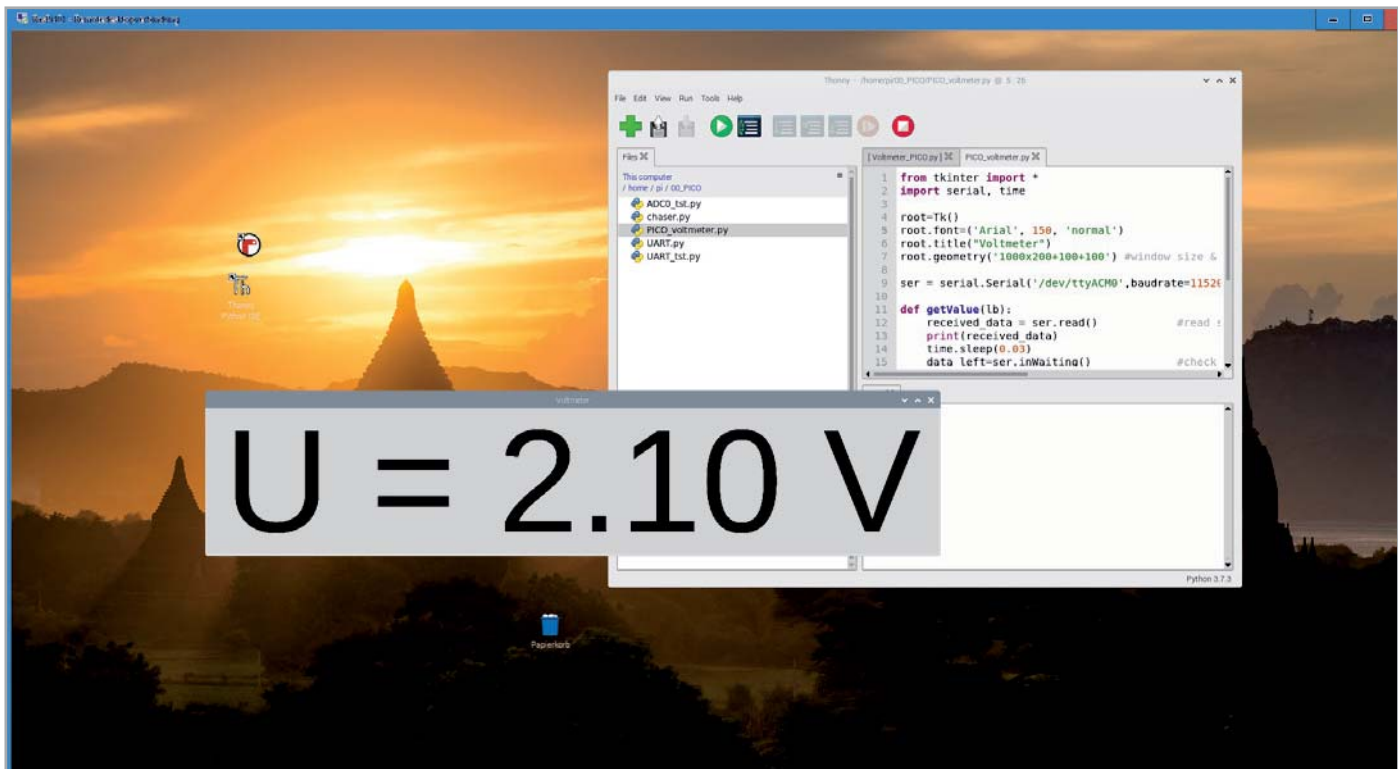 Thonny - /home/pi/00_PICO/PICO_voltmeter.py @ 5 : 26
File Edit View Run Tools Help
Files
This computer
/ home / pi / 00_PICO
ADC0_tst.py
chaser.py
PICO_voltmeter.py
UART.py
UART_tst.py
[ Voltmeter_PICO.py ] PICO_voltmeter.py
1 from tkinter import *
2 import serial, time
3
4 root=Tk()
5 root.font=('Arial', 150, 'normal')
6 root.title("Voltmeter")
7 root.geometry('1000x200+100+100') #window size &
8
9 ser = serial.Serial('/dev/ttyACM0',baudrate=11520
10
11 def getValue(lb):
12 received_data = ser.read() #read s
13 print(received_data)
14 time.sleep(0.03)
15 data_left=ser.inWaiting() #check
Thonny
Python IDE
Voltmeter
U = 2.10 V
Python 3.7.3
Papierkorb